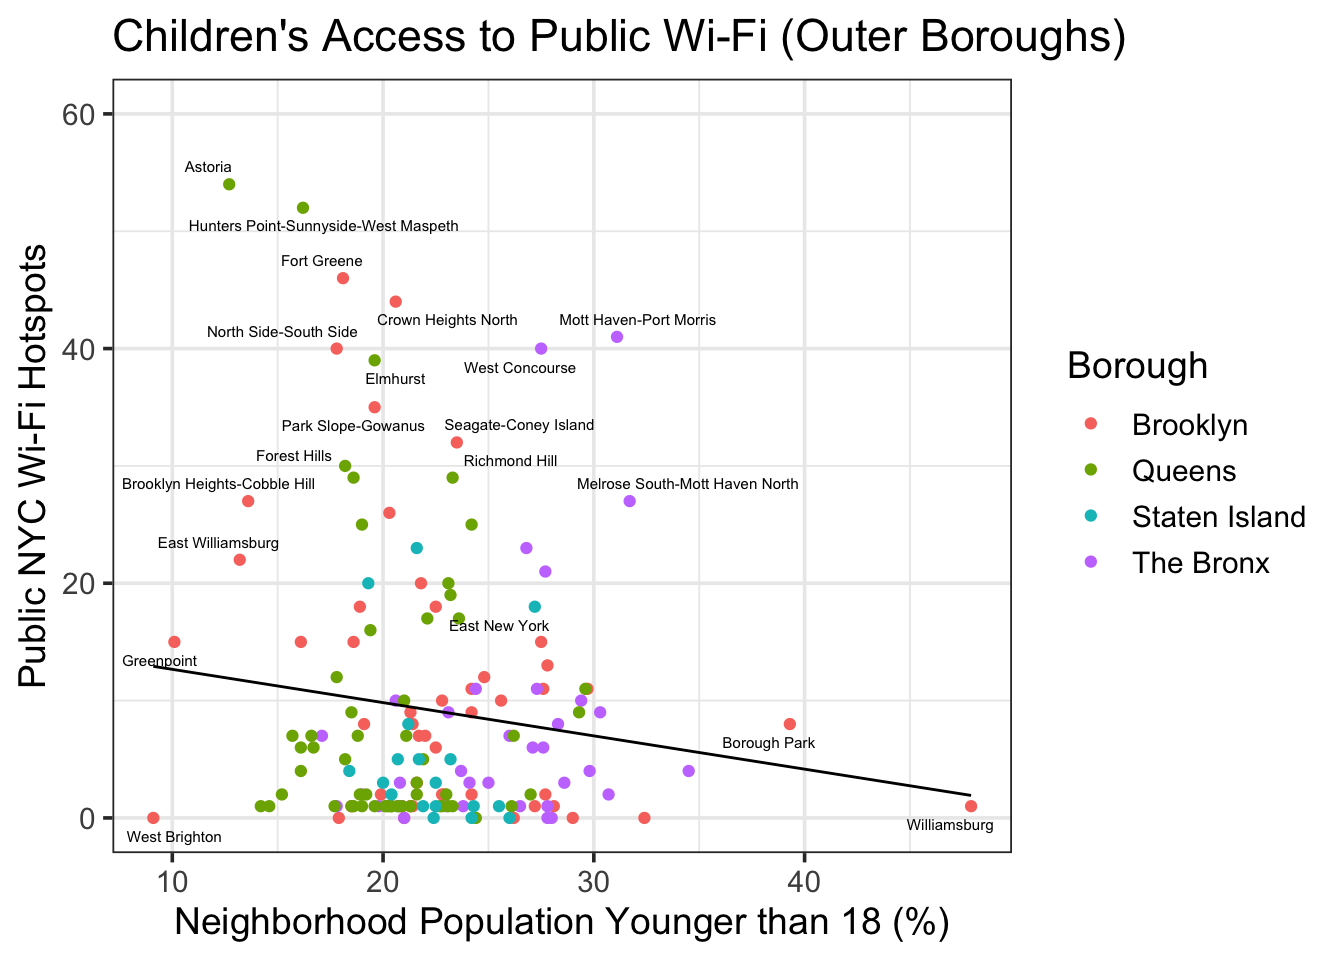 Children's Access to Public Wi-Fi (Outer Boroughs)
Public NYC Wi-Fi Hotspots
60
40
20
0
Astoria
Hunters Point-Sunnyside-West Maspeth
Fort Greene
Crown Heights North
Mott Haven-Port Morris
North Side-South Side
West Concourse
Elmhurst
Park Slope-Gowanus
Seagate-Coney Island
Forest Hills
Richmond Hill
Brooklyn Heights-Cobble Hill
Melrose South-Mott Haven North
East Williamsburg
East New York
Greenpoint
Borough Park
West Brighton
Williamsburg
10
20
30
40
Neighborhood Population Younger than 18 (%)
Borough
Brooklyn
Queens
Staten Island
The Bronx